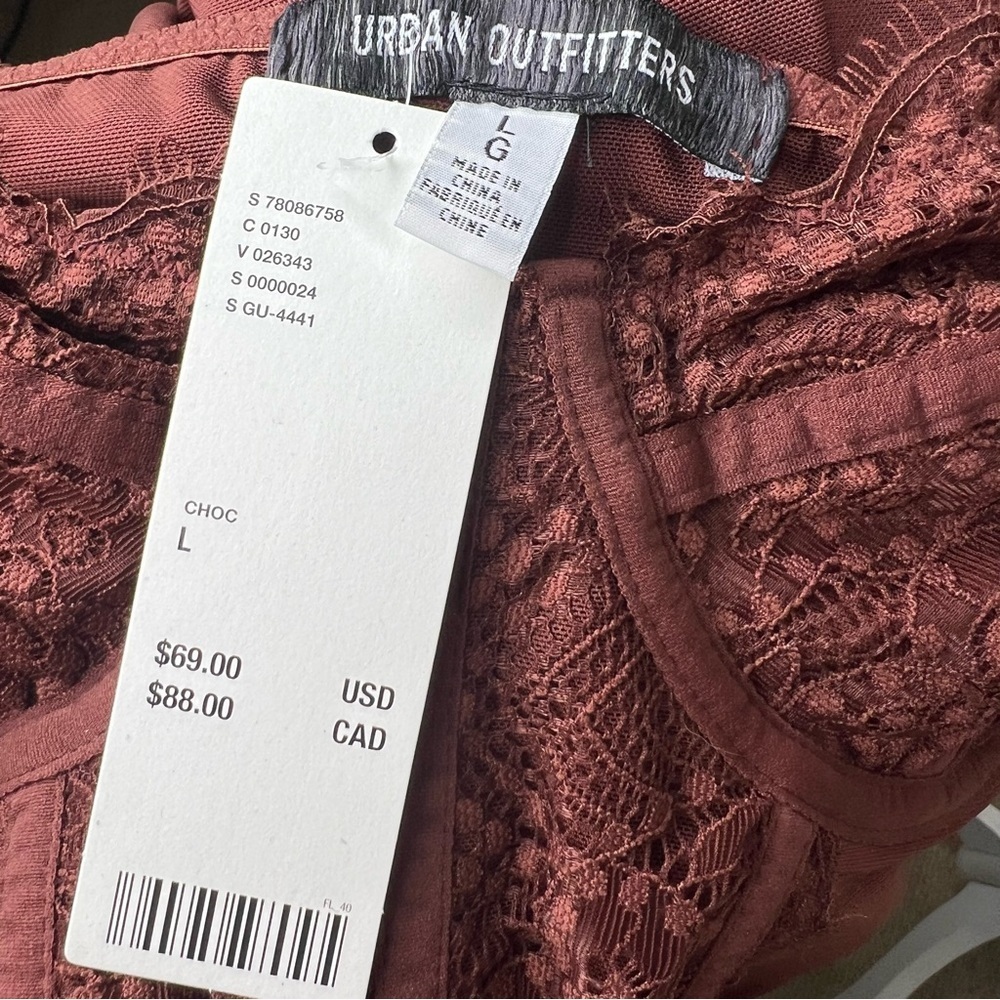 URBAN OUTFITTERS
L
G
MADE IN
CHINA
FABRIQUÉ EN
CHINE
S 78086758
C 0130
V 026343
S 0000024
S GU-4441
CHOC
L
$69.00 USD
$88.00 CAD
FL_40